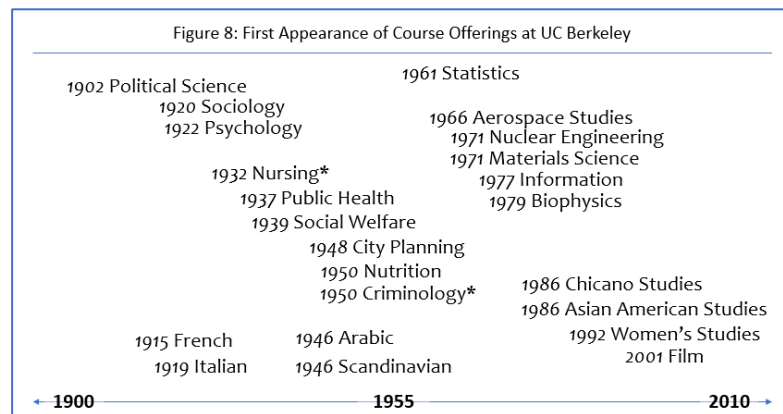 Figure 8: First Appearance of Course Offerings at UC Berkeley
1902 Political Science
1920 Sociology
1922 Psychology
1961 Statistics
1966 Aerospace Studies
1971 Nuclear Engineering
1971 Materials Science
1977 Information
1979 Biophysics
1932 Nursing*
1937 Public Health
1939 Social Welfare
1948 City Planning
1950 Nutrition
1950 Criminology*
1986 Chicano Studies
1986 Asian American Studies
1992 Women’s Studies
2001 Film
1915 French
1919 Italian
1946 Arabic
1946 Scandinavian
1900 1955 2010